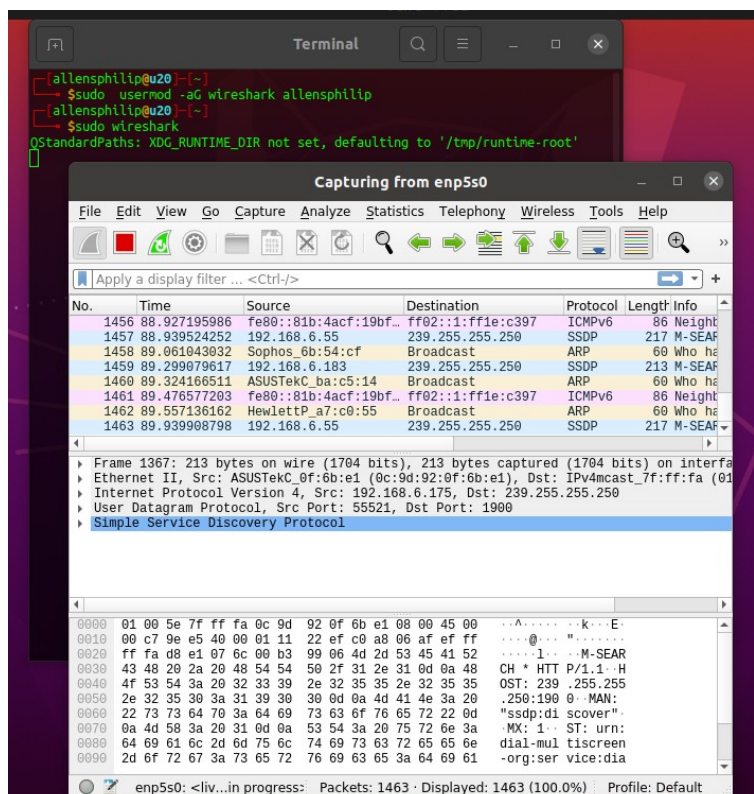 Terminal
[allensphilip@u20]-[~]
$sudo  usermod -aG wireshark allensphilip
[allensphilip@u20]-[~]
$sudo wireshark
QStandardPaths: XDG_RUNTIME_DIR not set, defaulting to '/tmp/runtime-root'
Capturing from enp5s0
File Edit View Go Capture Analyze Statistics Telephony Wireless Tools Help
Apply a display filter ... <Ctrl-/>
No. Time Source Destination Protocol Length Info
1456 88.927195986 fe80::81b:4acf:19bf… ff02::1:ff1e:c397 ICMPv6 86 Neighb
1457 88.939524252 192.168.6.55 239.255.255.250 SSDP 217 M-SEAR
1458 89.061043032 Sophos_6b:54:cf Broadcast ARP 60 Who ha
1459 89.299079617 192.168.6.183 239.255.255.250 SSDP 213 M-SEAR
1460 89.324166511 ASUSTekC_ba:c5:14 Broadcast ARP 60 Who ha
1461 89.476577203 fe80::81b:4acf:19bf… ff02::1:ff1e:c397 ICMPv6 86 Neighb
1462 89.557136162 HewlettP_a7:c0:55 Broadcast ARP 60 Who ha
1463 89.939908798 192.168.6.55 239.255.255.250 SSDP 217 M-SEAR
Frame 1367: 213 bytes on wire (1704 bits), 213 bytes captured (1704 bits) on interfa
Ethernet II, Src: ASUSTekC_0f:6b:e1 (0c:9d:92:0f:6b:e1), Dst: IPv4mcast_7f:ff:fa (01
Internet Protocol Version 4, Src: 192.168.6.175, Dst: 239.255.255.250
User Datagram Protocol, Src Port: 55521, Dst Port: 1900
Simple Service Discovery Protocol
0000 01 00 5e 7f ff fa 0c 9d 92 0f 6b e1 08 00 45 00 ··^····· ··k···E·
0010 00 c7 9e e5 40 00 01 11 22 ef c0 a8 06 af ef ff ····@··· "·······
0020 ff fa d8 e1 07 6c 00 b3 99 06 4d 2d 53 45 41 52 ·····l·· ··M-SEAR
0030 43 48 20 2a 20 48 54 54 50 2f 31 2e 31 0d 0a 48 CH * HTT P/1.1··H
0040 4f 53 54 3a 20 32 33 39 2e 32 35 35 2e 32 35 35 OST: 239 .255.255
0050 2e 32 35 30 3a 31 39 30 30 0d 0a 4d 41 4e 3a 20 .250:190 0··MAN: 
0060 22 73 73 64 70 3a 64 69 73 63 6f 76 65 72 22 0d "ssdp:di scover"·
0070 0a 4d 58 3a 20 31 0d 0a 53 54 3a 20 75 72 6e 3a ·MX: 1·· ST: urn:
0080 64 69 61 6c 2d 6d 75 6c 74 69 73 63 72 65 65 6e dial-mul tiscreen
0090 2d 6f 72 67 3a 73 65 72 76 69 63 65 3a 64 69 61 -org:ser vice:dia
enp5s0: <liv…in progress> Packets: 1463 · Displayed: 1463 (100.0%) Profile: Default